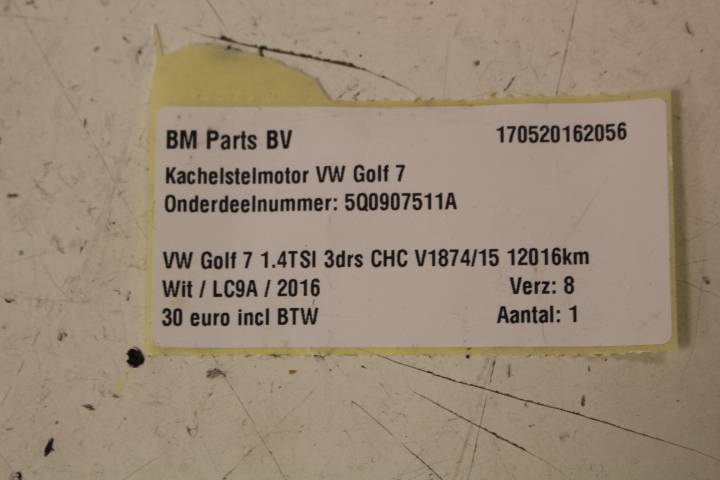 BM Parts BV 170520162056
Kachelstelmotor VW Golf 7
Onderdeelnummer: 5Q0907511A
VW Golf 7 1.4TSI 3drs CHC V1874/15 12016km
Wit / LC9A / 2016 Verz: 8
30 euro incl BTW Aantal: 1